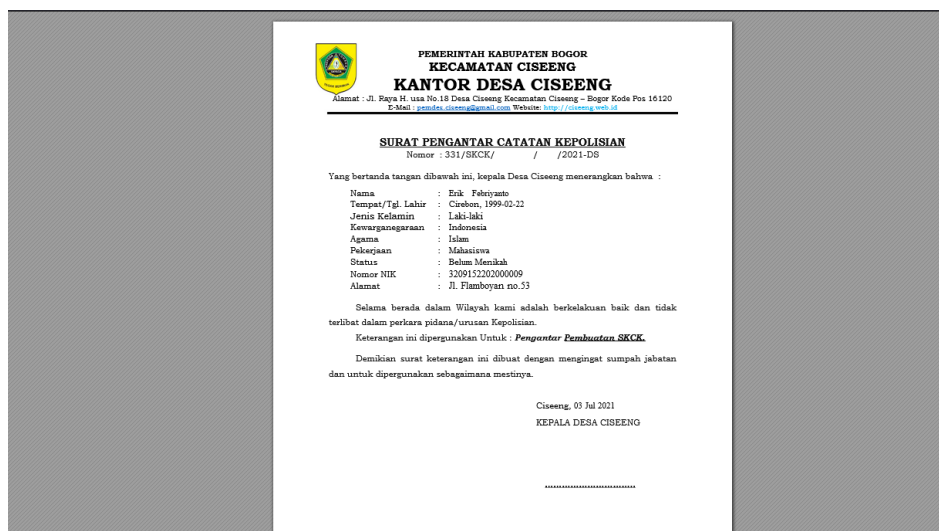 PEMERINTAH KABUPATEN BOGOR
KECAMATAN CISEENG
KANTOR DESA CISEENG
Alamat : Jl. Raya H. usa No.18 Desa Ciseeng Kecamatan Ciseeng – Bogor Kode Pos 16120
E-Mail : pemdes.ciseeng@gmail.com Website: http://ciseeng.web.id
SURAT PENGANTAR CATATAN KEPOLISIAN
Nomor : 331/SKCK/ / /2021-DS
Yang bertanda tangan dibawah ini, kepala Desa Ciseeng menerangkan bahwa :
Nama : Erik Febriyanto
Tempat/Tgl. Lahir : Cirebon, 1999-02-22
Jenis Kelamin : Laki-laki
Kewarganegaraan : Indonesia
Agama : Islam
Pekerjaan : Mahasiswa
Status : Belum Menikah
Nomor NIK : 3209152202000009
Alamat : Jl. Flamboyan no.53
Selama berada dalam Wilayah kami adalah berkelakuan baik dan tidak
terlibat dalam perkara pidana/urusan Kepolisian.
Keterangan ini dipergunakan Untuk : Pengantar Pembuatan SKCK.
Demikian surat keterangan ini dibuat dengan mengingat sumpah jabatan
dan untuk dipergunakan sebagaimana mestinya.
Ciseeng, 03 Jul 2021
KEPALA DESA CISEENG
................................